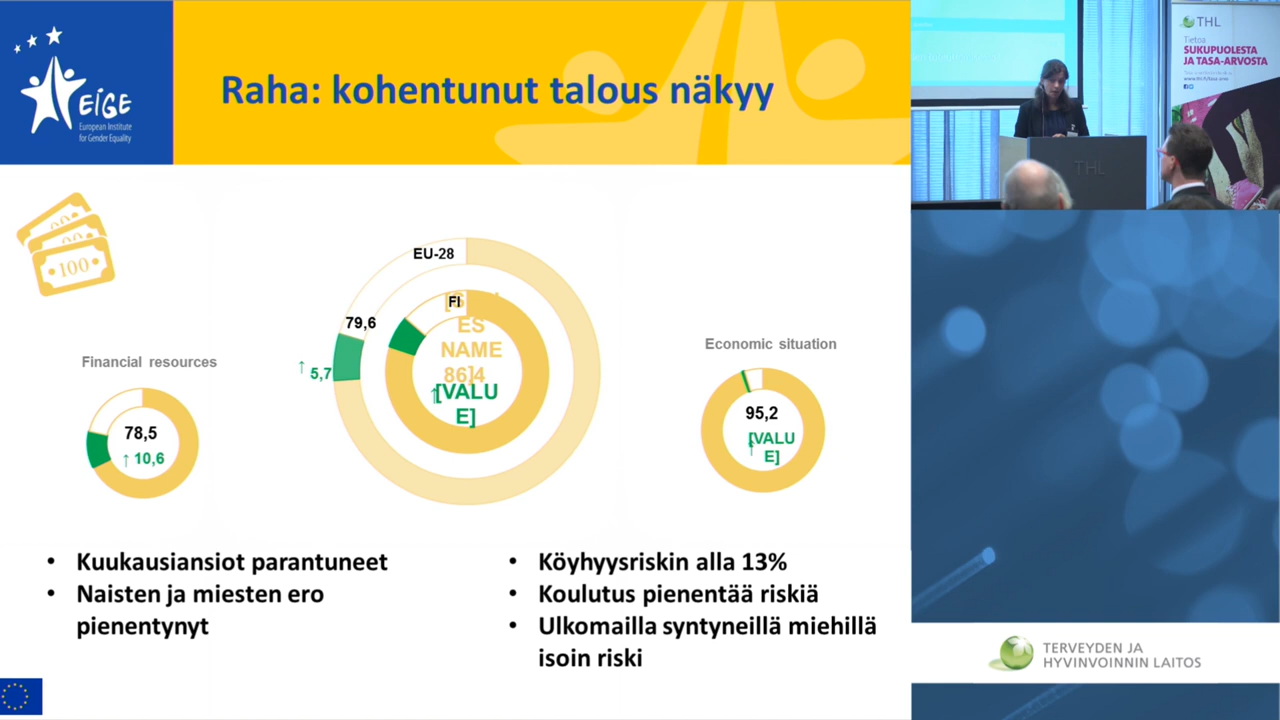 EIGE
European Institute
for Gender Equality
Raha: kohentunut talous näkyy
100
EU-28
FI
79,6
↑ 5,7
ES
NAME
86]4
↑[VALU
E]
Financial resources
78,5
↑ 10,6
Economic situation
95,2
↑ [VALU
E]
• Kuukausiansiot parantuneet
• Naisten ja miesten ero
pienentynyt
• Köyhyysriskin alla 13%
• Koulutus pienentää riskiä
• Ulkomailla syntyneillä miehillä
isoin riski
THL
Tietoa
SUKUPUOLESTA
JA TASA-ARVOSTA
THL
TERVEYDEN JA
HYVINVOINNIN LAITOS